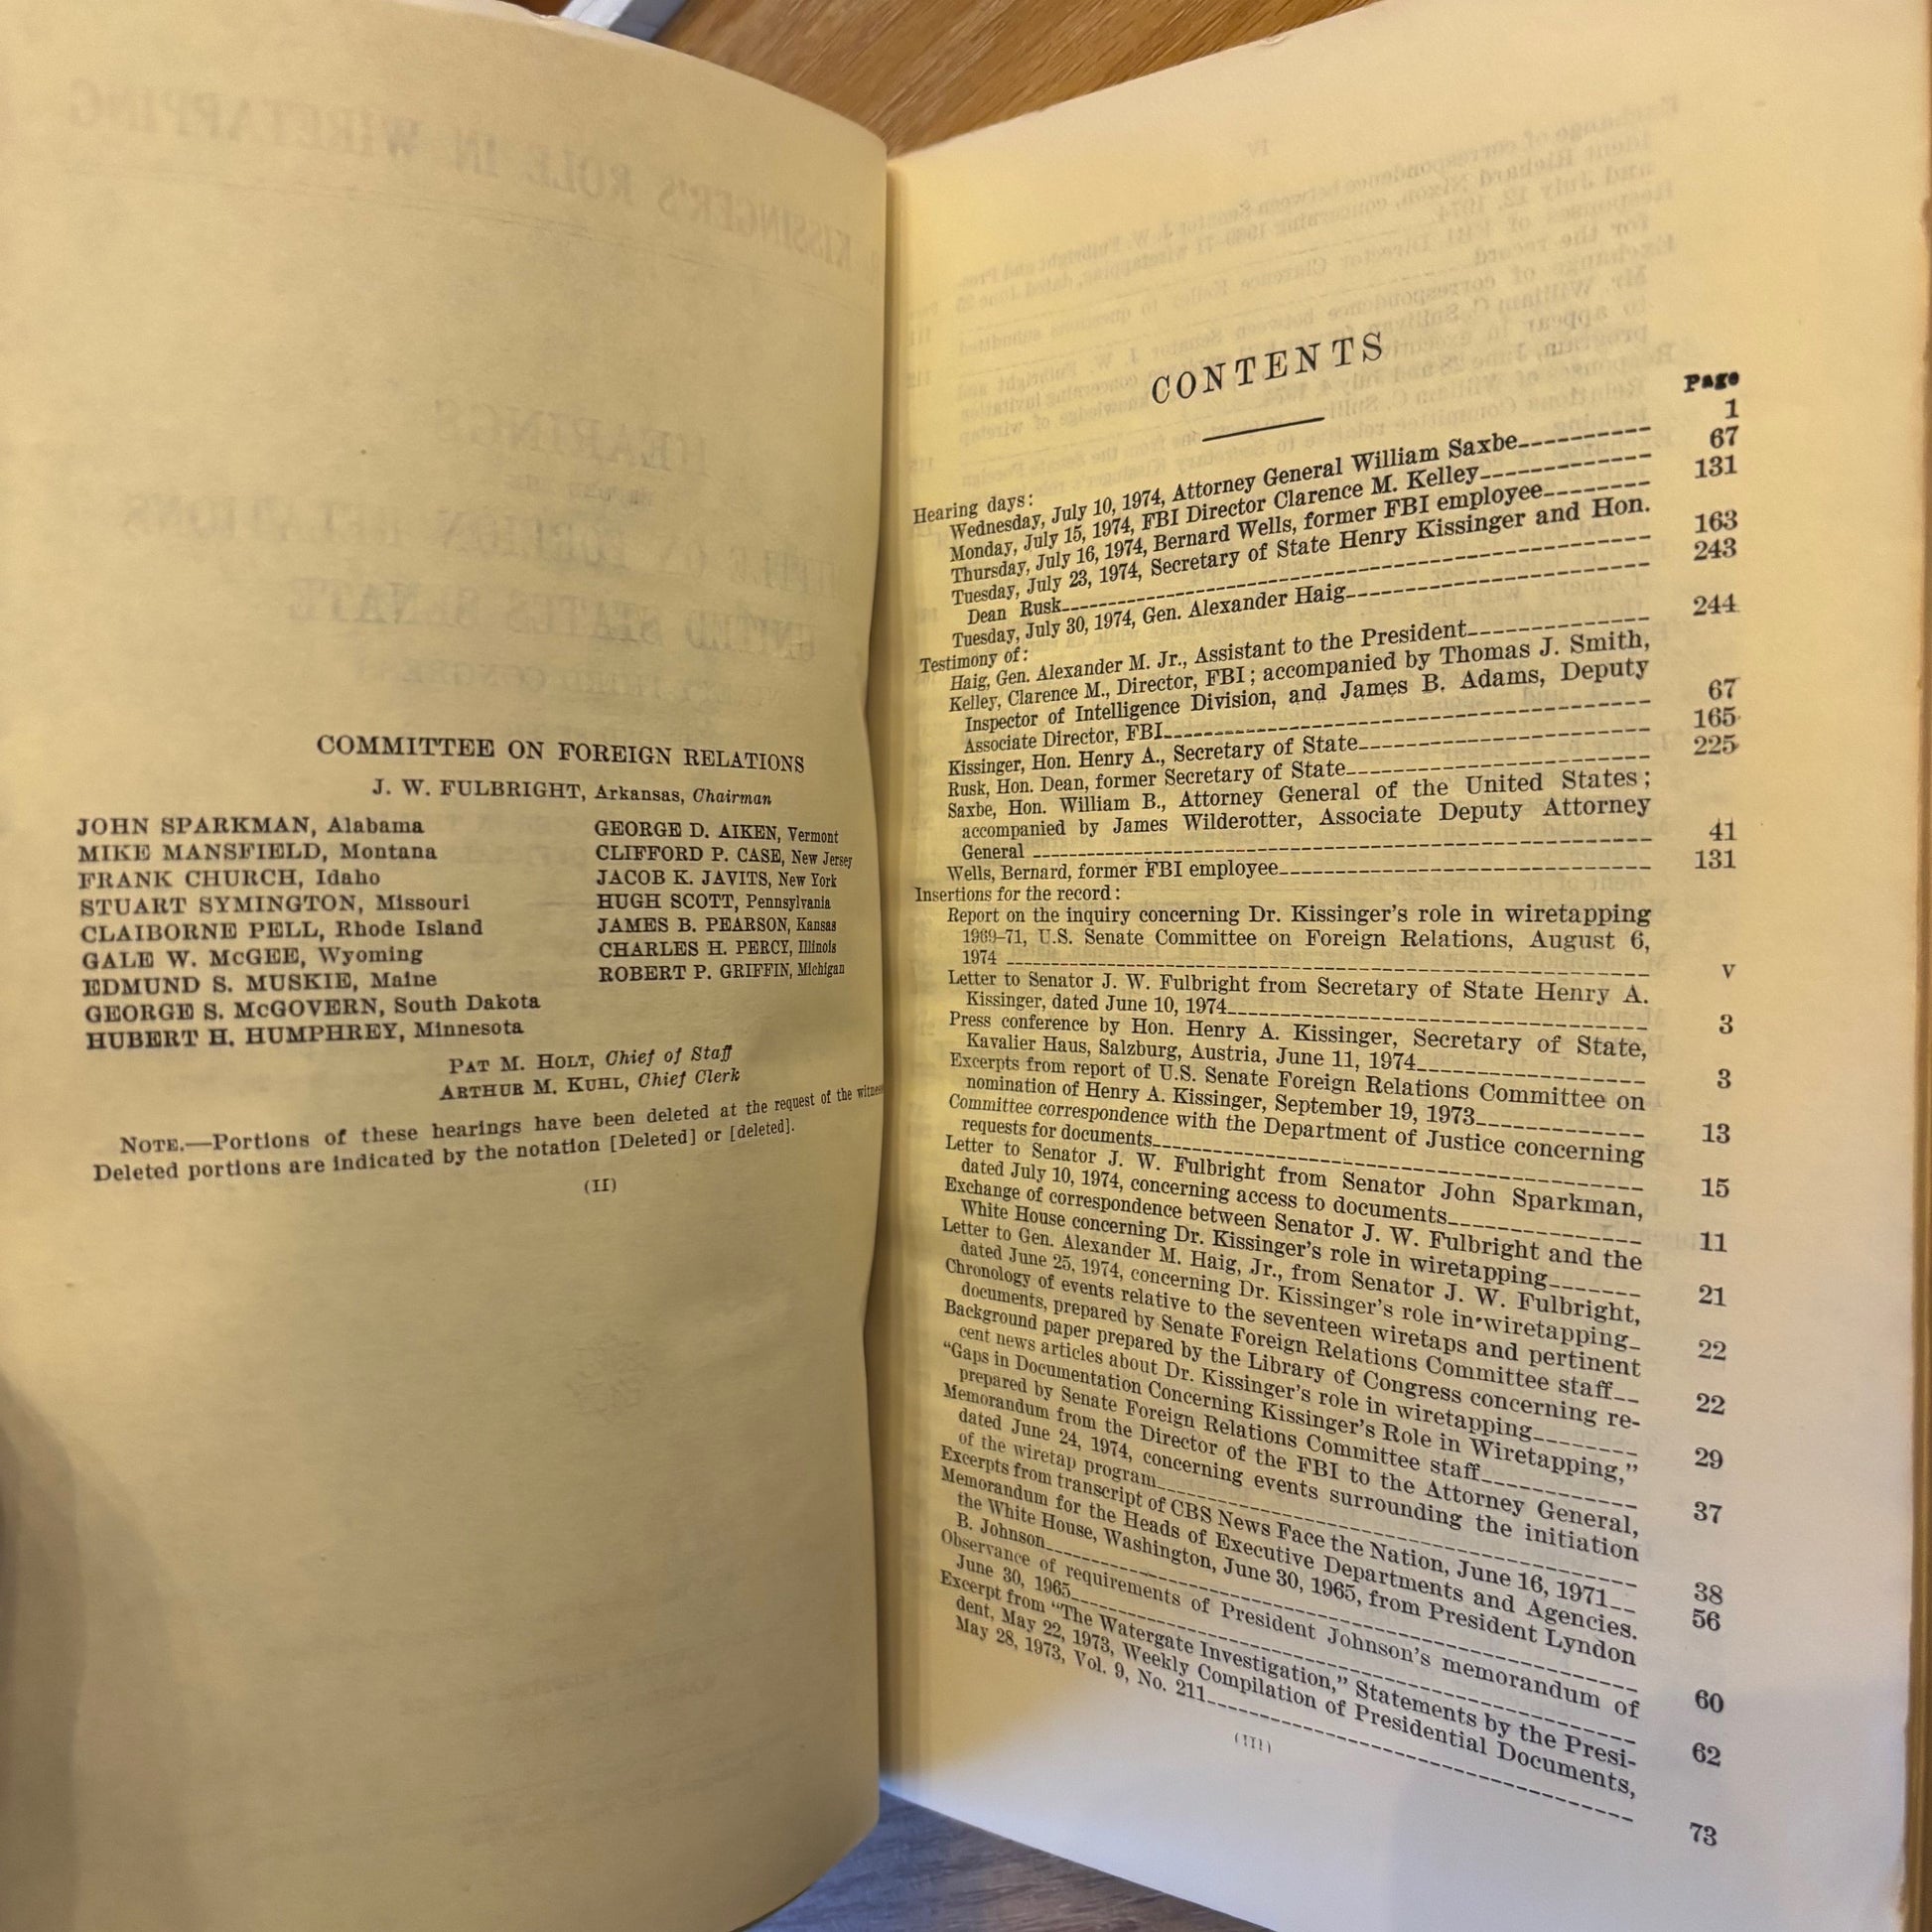 COMMITTEE ON FOREIGN RELATIONS
J. W. FULBRIGHT, Arkansas, Chairman
JOHN SPARKMAN, Alabama
MIKE MANSFIELD, Montana
FRANK CHURCH, Idaho
STUART SYMINGTON, Missouri
CLAIBORNE PELL, Rhode Island
GALE W. McGEE, Wyoming
EDMUND S. MUSKIE, Maine
GEORGE S. McGOVERN, South Dakota
HUBERT H. HUMPHREY, Minnesota
GEORGE D. AIKEN, Vermont
CLIFFORD P. CASE, New Jersey
JACOB K. JAVITS, New York
HUGH SCOTT, Pennsylvania
JAMES B. PEARSON, Kansas
CHARLES H. PERCY, Illinois
ROBERT P. GRIFFIN, Michigan
PAT M. HOLT, Chief of Staff
ARTHUR M. KUHL, Chief Clerk
NOTE.—Portions of these hearings have been deleted at the request of the
Deleted portions are indicated by the notation [Deleted] or [deleted].
(II)
CONTENTS
Page
Hearing days:
Wednesday, July 10, 1974, Attorney General William Saxbe 1
Monday, July 15, 1974, FBI Director Clarence M. Kelley 67
Thursday, July 16, 1974, Bernard Wells, former FBI employee 131
Tuesday, July 23, 1974, Secretary of State Henry Kissinger and Hon.
Dean Rusk 163
Tuesday, July 30, 1974, Gen. Alexander Haig 243
Testimony of:
Haig, Gen. Alexander M. Jr., Assistant to the President 244
Kelley, Clarence M., Director, FBI; accompanied by Thomas J. Smith,
Inspector of Intelligence Division, and James B. Adams, Deputy
Associate Director, FBI 67
Kissinger, Hon. Henry A., Secretary of State 165
Rusk, Hon. Dean, former Secretary of State 225
Saxbe, Hon. William B., Attorney General of the United States;
accompanied by James Wilderotter, Associate Deputy Attorney
General 41
Wells, Bernard, former FBI employee 131
Insertions for the record:
Report on the inquiry concerning Dr. Kissinger's role in wiretapping
1969–71, U.S. Senate Committee on Foreign Relations, August 6,
1974 V
Letter to Senator J. W. Fulbright from Secretary of State Henry A.
Kissinger, dated June 10, 1974 3
Press conference by Hon. Henry A. Kissinger, Secretary of State,
Kavalier Haus, Salzburg, Austria, June 11, 1974 3
Excerpts from report of U.S. Senate Foreign Relations Committee on
nomination of Henry A. Kissinger, September 19, 1973 13
Committee correspondence with the Department of Justice concerning
requests for documents 15
Letter to Senator J. W. Fulbright from Senator John Sparkman,
dated July 10, 1974, concerning access to documents 11
Exchange of correspondence between Senator J. W. Fulbright and the
White House concerning Dr. Kissinger's role in wiretapping 21
Letter to Gen. Alexander M. Haig, Jr., from Senator J. W. Fulbright,
dated June 25, 1974, concerning Dr. Kissinger's role in wiretapping 22
Chronology of events relative to the seventeen wiretaps and pertinent
documents, prepared by Senate Foreign Relations Committee staff 22
Background paper prepared by the Library of Congress concerning re-
cent news articles about Dr. Kissinger's role in wiretapping 29
"Gaps in Documentation Concerning Kissinger's Role in Wiretapping,"
prepared by Senate Foreign Relations Committee staff 37
Memorandum from the Director of the FBI to the Attorney General,
dated June 24, 1974, concerning events surrounding the initiation
of the wiretap program 38
Excerpts from transcript of CBS News Face the Nation, June 16, 1971 56
Memorandum for the Heads of Executive Departments and Agencies.
the White House, Washington, June 30, 1965, from President Lyndon
B. Johnson 60
Observance of requirements of President Johnson's memorandum of
June 30, 1965 62
Excerpt from "The Watergate Investigation," Statements by the Presi-
dent, May 22, 1973, Weekly Compilation of Presidential Documents,
May 28, 1973, Vol. 9, No. 211 73
(III)